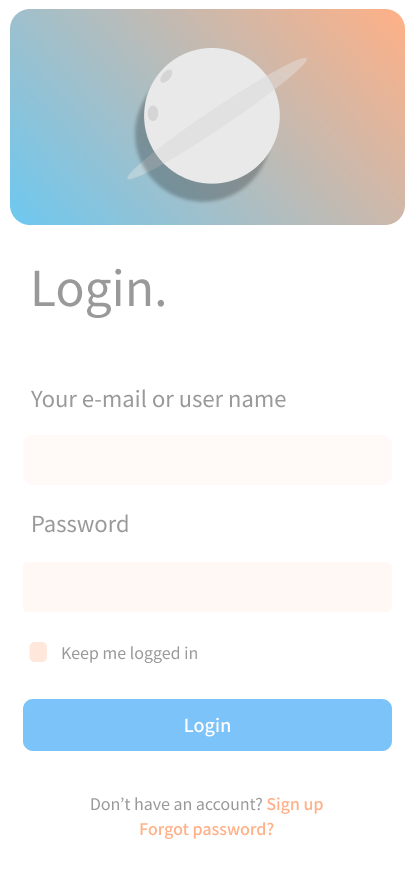 Login.
Your e-mail or user name
Password
Keep me logged in
Login
Don't have an account? Sign up
Forgot password?